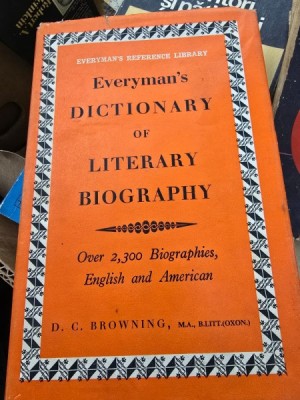 EVERYMAN'S REFERENCE LIBRARY
Everyman's
DICTIONARY
OF
LITERARY
BIOGRAPHY
Over 2,300 Biographies,
English and American
D. C. BROWNING, M.A., B.LITT.(OXON.)